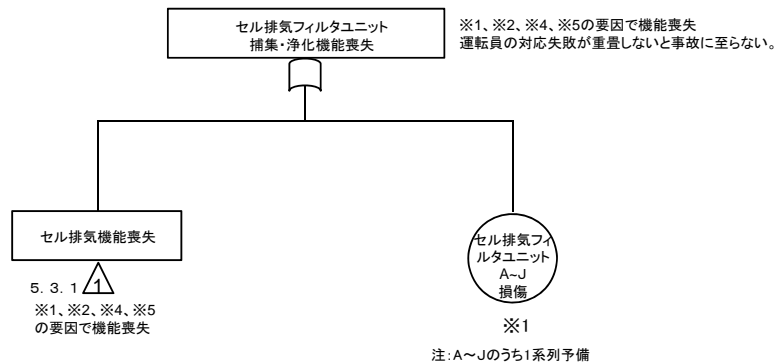 セル排気フィルタユニット
捕集・浄化機能喪失
※1、※2、※4、※5の要因で機能喪失
運転員の対応失敗が重畳しないと事故に至らない。
セル排気機能喪失
5．3．1 1
※1、※2、※4、※5
の要因で機能喪失
セル排気フィ
ルタユニット
A~J
損傷
※1
注:A～Jのうち1系列予備